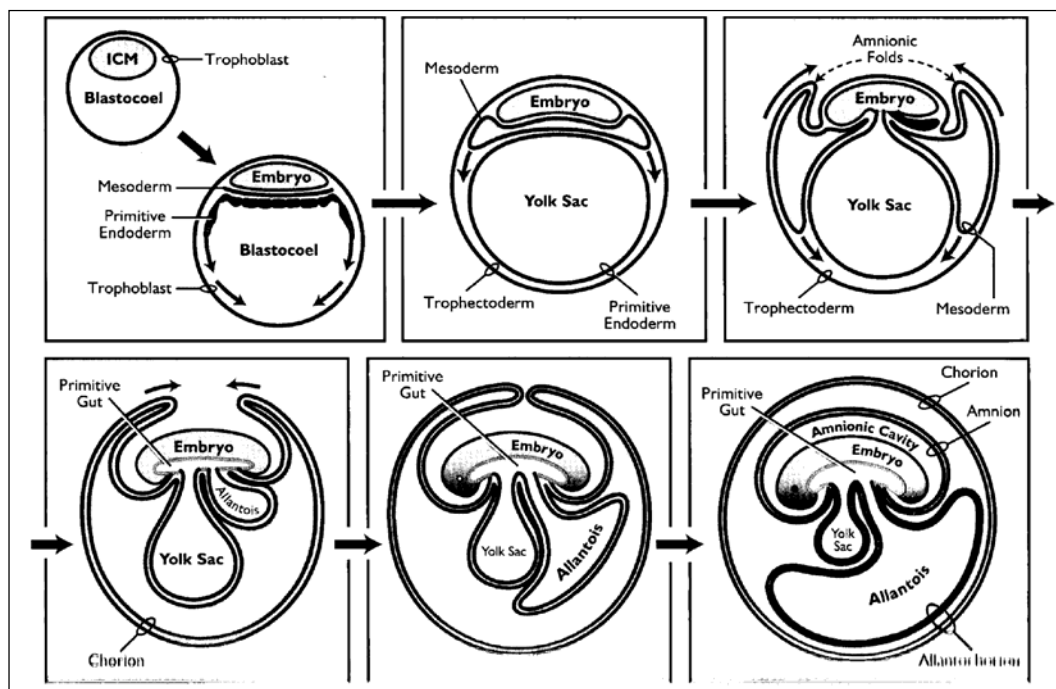 ICM
Trophoblast
Blastocoel
Embryo
Mesoderm
Primitive
Endoderm
Blastocoel
Trophoblast
Mesoderm
Embryo
Yolk Sac
Trophectoderm
Primitive
Endoderm
Amnionic
Folds
Embryo
Yolk Sac
Trophectoderm
Mesoderm
Primitive
Gut
Embryo
Allantois
Yolk Sac
Chorion
Primitive
Gut
Embryo
Yolk Sac
Allantois
Chorion
Primitive
Gut
Amnion
Amnionic Cavity
Embryo
Yolk
Sac
Allantois
Allantochorion